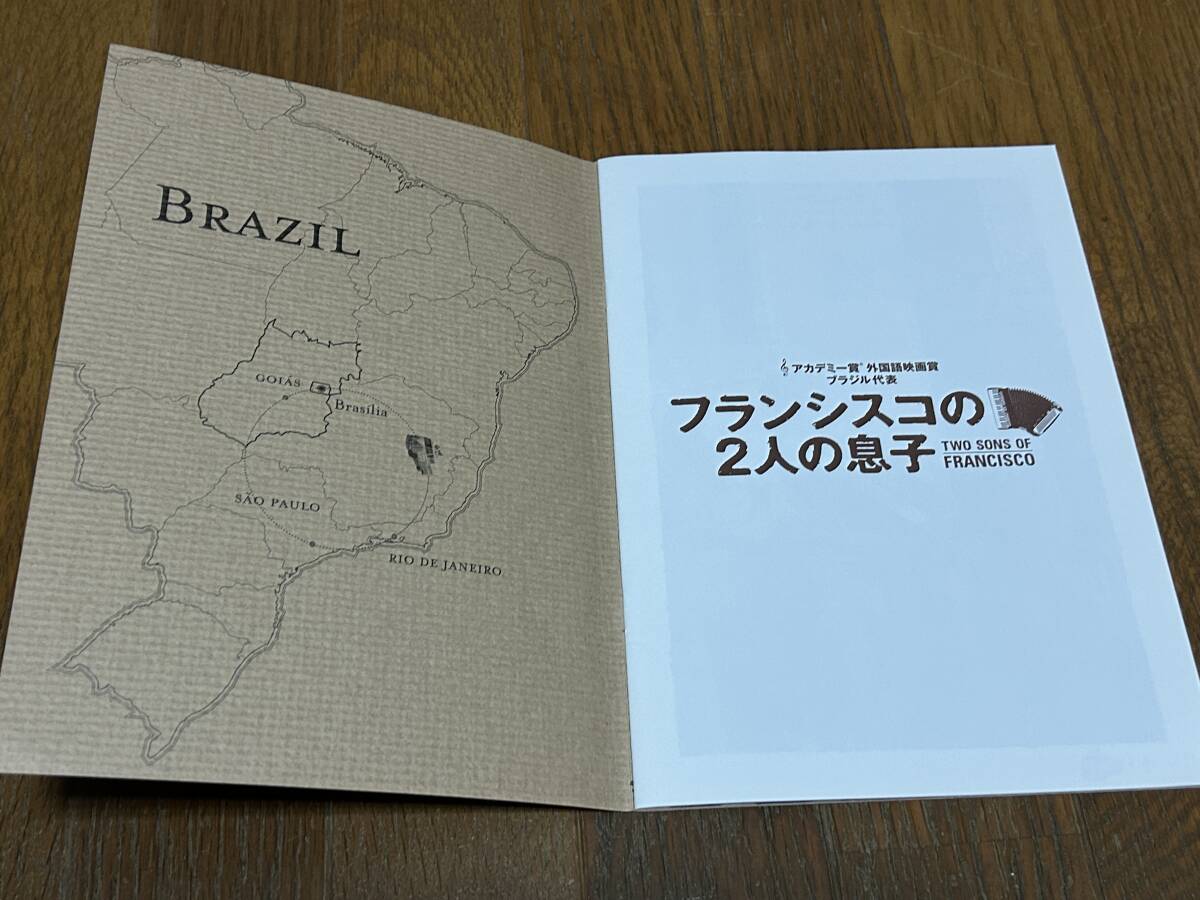 BRAZIL
GOIÁS
Brasília
SÃO PAULO
RIO DE JANEIRO
アカデミー賞® 外国語映画賞
ブラジル代表
フランシスコの
2人の息子
TWO SONS OF
FRANCISCO